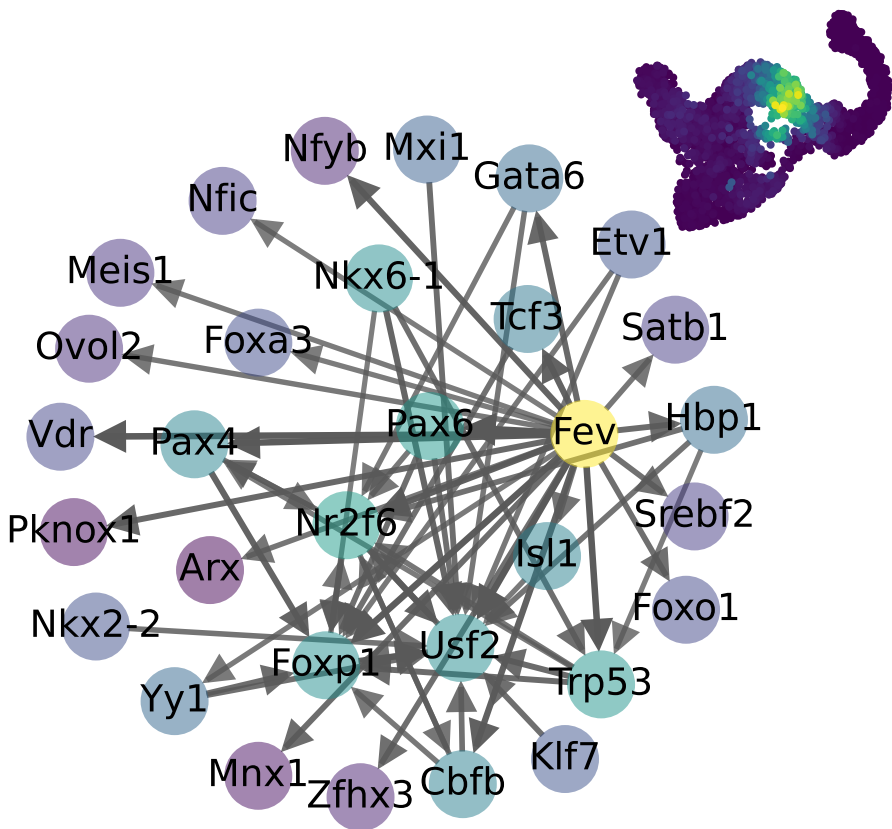 Nfyb
Mxi1
Gata6
Nfic
Etv1
Meis1
Nkx6-1
Tcf3
Satb1
Ovol2
Foxa3
Vdr
Pax4
Pax6
Fev
Hbp1
Pknox1
Nr2f6
Srebf2
Arx
Isl1
Nkx2-2
Foxo1
Foxp1
Usf2
Trp53
Yy1
Mnx1
Zfhx3
Cbfb
Klf7